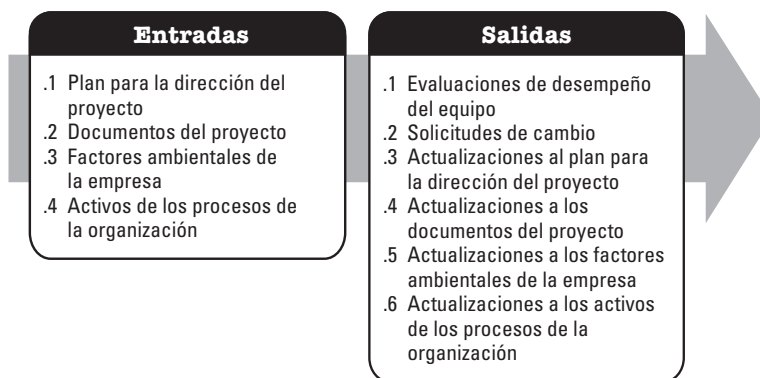 Entradas
.1 Plan para la dirección del
proyecto
.2 Documentos del proyecto
.3 Factores ambientales de
la empresa
.4 Activos de los procesos de
la organización
Salidas
.1 Evaluaciones de desempeño
del equipo
.2 Solicitudes de cambio
.3 Actualizaciones al plan para
la dirección del proyecto
.4 Actualizaciones a los
documentos del proyecto
.5 Actualizaciones a los factores
ambientales de la empresa
.6 Actualizaciones a los activos
de los procesos de la
organización